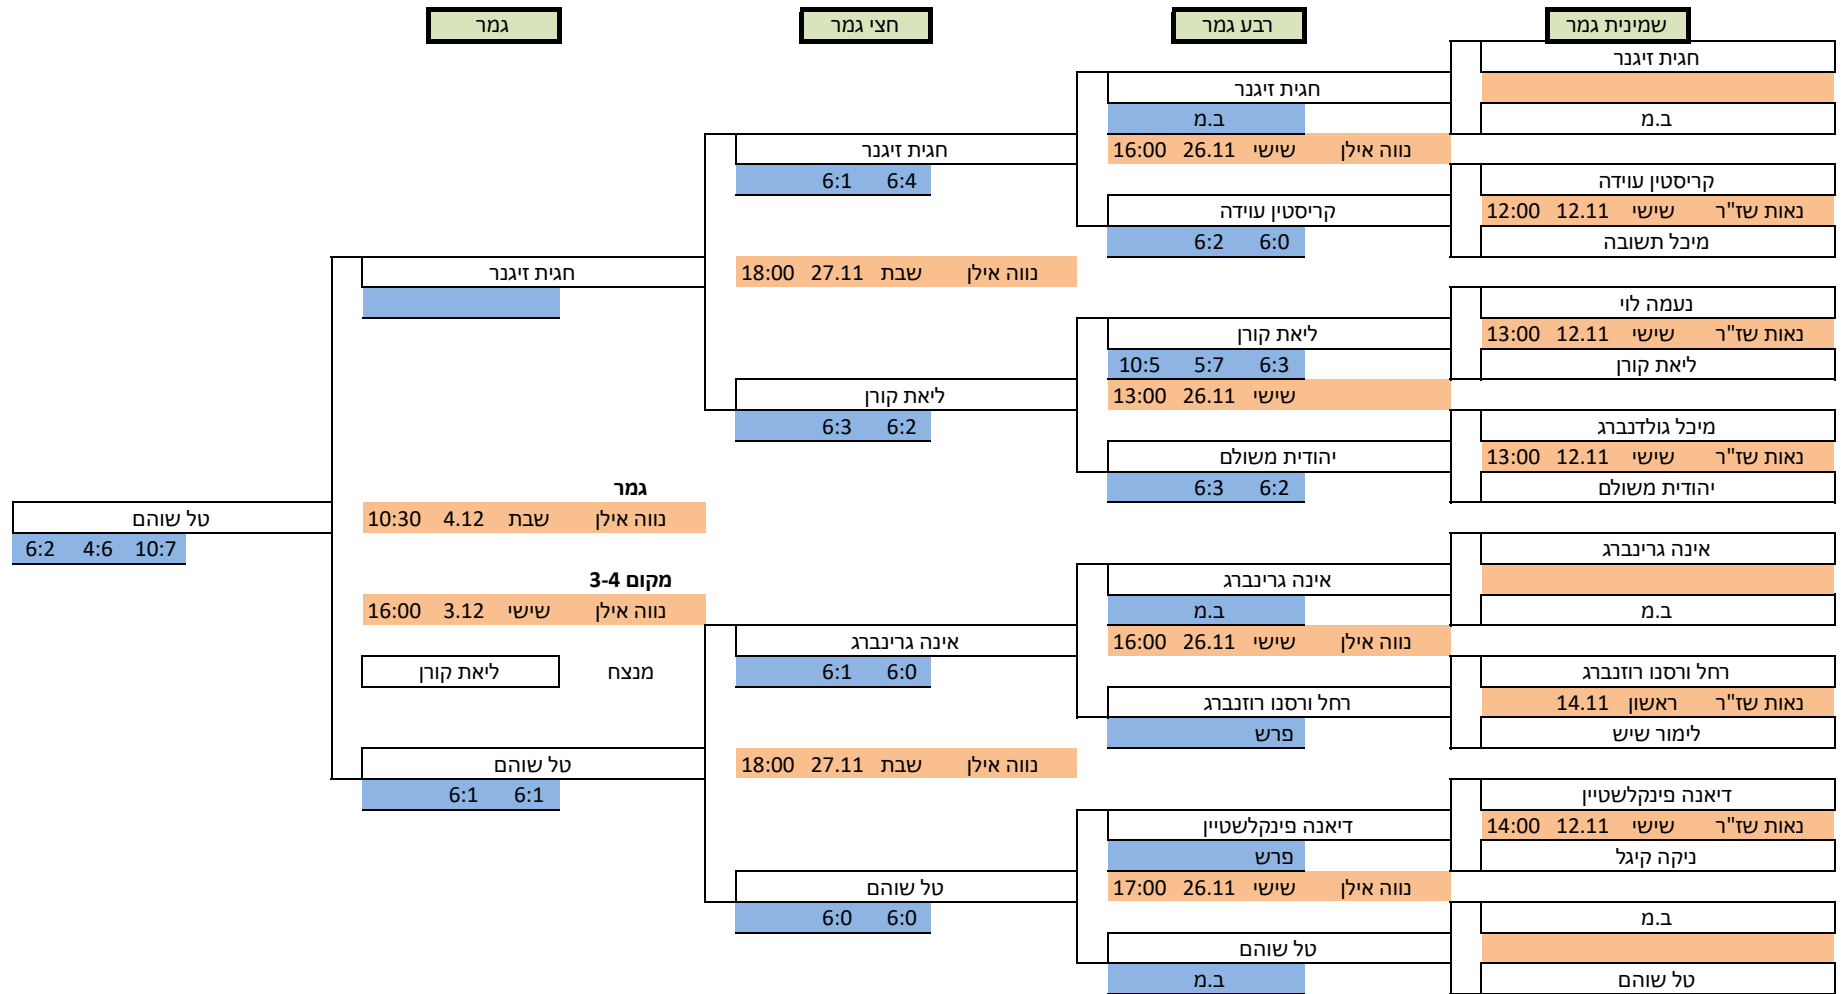 שמינית גמר
רבע גמר
חצי גמר
גמר
חגית זיגנר
ב.מ
קריסטין עוידה
נאות שז"ר שישי 12.11 12:00
מיכל תשובה
נעמה לוי
נאות שז"ר שישי 12.11 13:00
ליאת קורן
מיכל גולדנברג
נאות שז"ר שישי 12.11 13:00
יהודית משולם
אינה גרינברג
ב.מ
רחל ורסנו רוזנברג
נאות שז"ר ראשון 14.11
לימור שיש
דיאנה פינקלשטיין
נאות שז"ר שישי 12.11 14:00
ניקה קיגל
ב.מ
טל שוהם
חגית זיגנר
ב.מ
נווה אילן שישי 26.11 16:00
קריסטין עוידה
6:2 6:0
ליאת קורן
10:5 5:7 6:3
שישי 26.11 13:00
יהודית משולם
6:3 6:2
אינה גרינברג
ב.מ
נווה אילן שישי 26.11 16:00
רחל ורסנו רוזנברג
פרש
דיאנה פינקלשטיין
פרש
נווה אילן שישי 26.11 17:00
טל שוהם
ב.מ
חגית זיגנר
6:1 6:4
נווה אילן שבת 27.11 18:00
ליאת קורן
6:3 6:2
אינה גרינברג
6:1 6:0
נווה אילן שבת 27.11 18:00
טל שוהם
6:0 6:0
חגית זיגנר
גמר
נווה אילן שבת 4.12 10:30
מקום 3-4
נווה אילן שישי 3.12 16:00
מנצח ליאת קורן
טל שוהם
6:1 6:1
טל שוהם
6:2 4:6 10:7